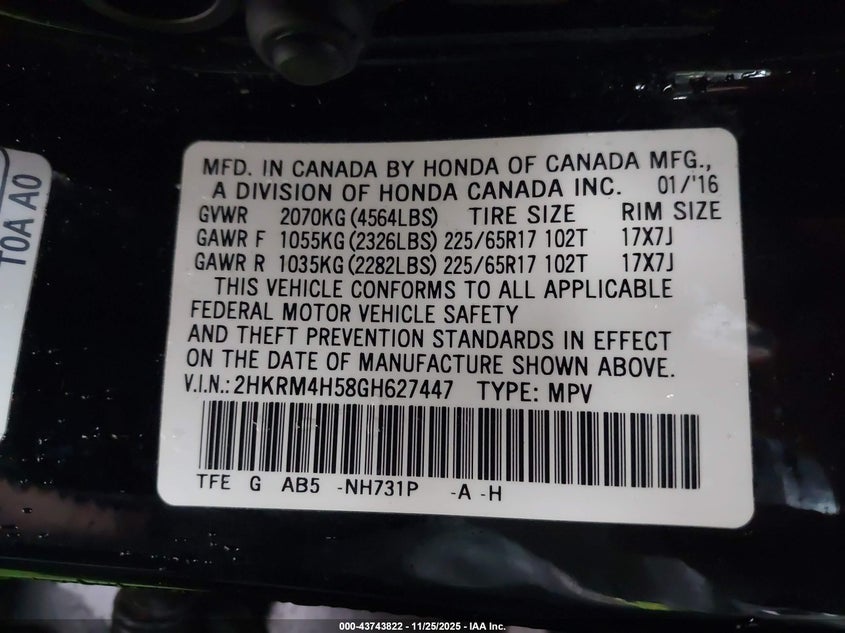 MFD. IN CANADA BY HONDA OF CANADA MFG.,
A DIVISION OF HONDA CANADA INC. 01/'16
GVWR 2070KG (4564LBS) TIRE SIZE RIM SIZE
GAWR F 1055KG (2326LBS) 225/65R17 102T 17X7J
GAWR R 1035KG (2282LBS) 225/65R17 102T 17X7J
THIS VEHICLE CONFORMS TO ALL APPLICABLE
FEDERAL MOTOR VEHICLE SAFETY
AND THEFT PREVENTION STANDARDS IN EFFECT
ON THE DATE OF MANUFACTURE SHOWN ABOVE.
V.I.N.: 2HKRM4H58GH627447 TYPE: MPV
TFE G AB5 -NH731P -A -H
TOA A0
000-43743822 - 11/25/2025 - IAA Inc.